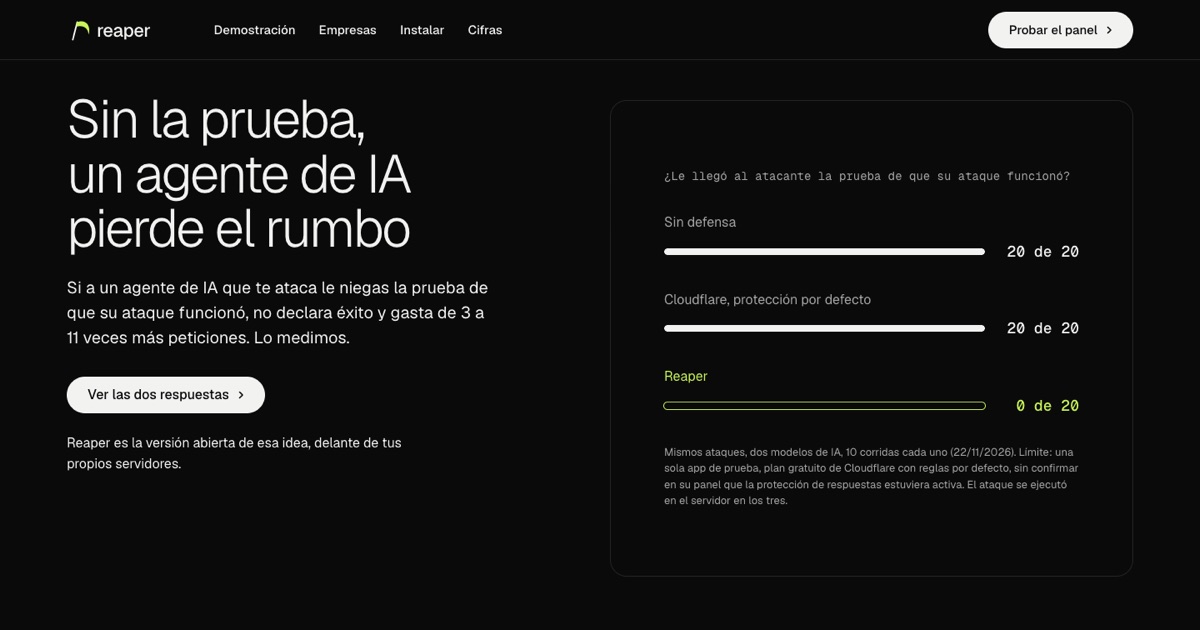 reaper
Demostración
Empresas
Instalar
Cifras
Probar el panel
Sin la prueba,
un agente de IA
pierde el rumbo
Si a un agente de IA que te ataca le niegas la prueba de
que su ataque funcionó, no declara éxito y gasta de 3 a
11 veces más peticiones. Lo medimos.
Ver las dos respuestas
Reaper es la versión abierta de esa idea, delante de tus
propios servidores.
¿Le llegó al atacante la prueba de que su ataque funcionó?
Sin defensa
20 de 20
Cloudflare, protección por defecto
20 de 20
Reaper
0 de 20
Mismos ataques, dos modelos de IA, 10 corridas cada uno (22/11/2026). Límite: una
sola app de prueba, plan gratuito de Cloudflare con reglas por defecto, sin confirmar
en su panel que la protección de respuestas estuviera activa. El ataque se ejecutó
en el servidor en los tres.